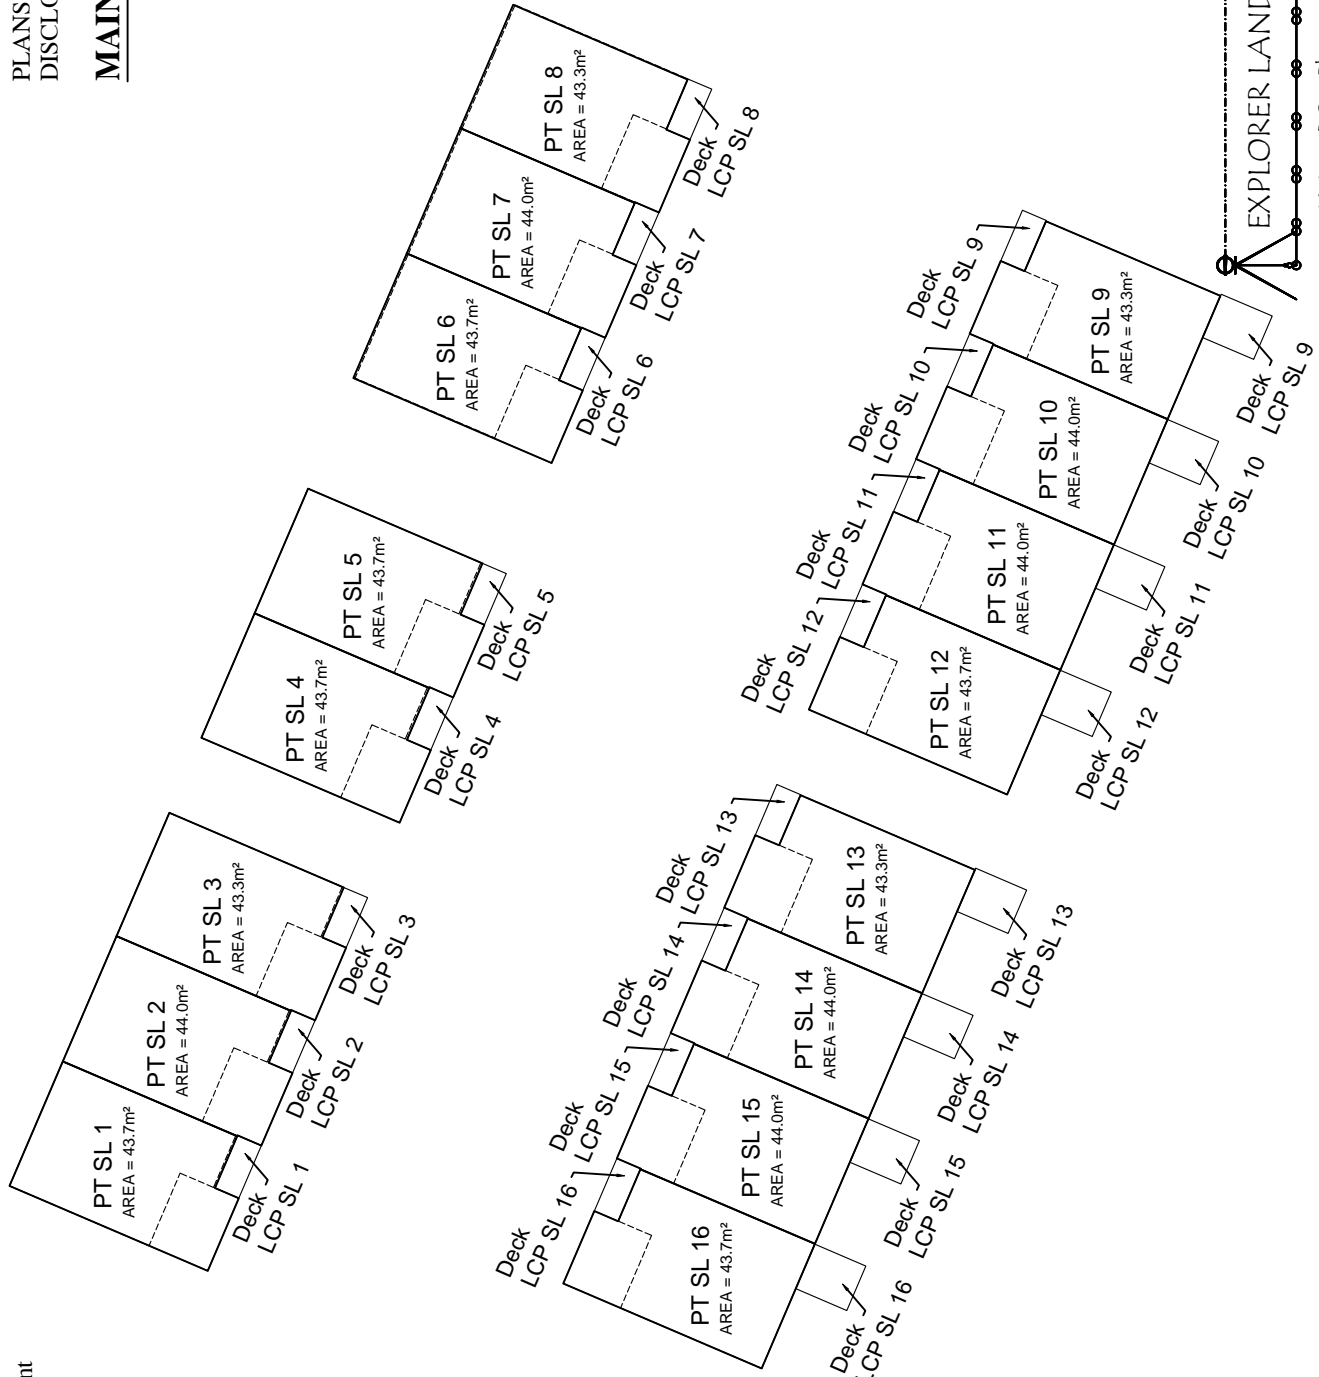 PLANS
DISCLO
MAIN
PT SL 8
AREA = 43.3m²
Deck
LCP SL 8
PT SL 7
AREA = 44.0m²
Deck
LCP SL 7
PT SL 6
AREA = 43.7m²
Deck
LCP SL 6
PT SL 5
AREA = 43.7m²
Deck
LCP SL 5
PT SL 4
AREA = 43.7m²
Deck
LCP SL 4
PT SL 3
AREA = 43.3m²
Deck
LCP SL 3
PT SL 2
AREA = 44.0m²
Deck
LCP SL 2
PT SL 1
AREA = 43.7m²
Deck
LCP SL 1
EXPLORER LAND
Deck
LCP SL 9
PT SL 9
AREA = 43.3m²
Deck
LCP SL 9
Deck
LCP SL 10
PT SL 10
AREA = 44.0m²
Deck
LCP SL 10
Deck
LCP SL 11
PT SL 11
AREA = 44.0m²
Deck
LCP SL 11
Deck
LCP SL 12
PT SL 12
AREA = 43.7m²
Deck
LCP SL 12
Deck
LCP SL 13
PT SL 13
AREA = 43.3m²
Deck
LCP SL 13
Deck
LCP SL 14
PT SL 14
AREA = 44.0m²
Deck
LCP SL 14
Deck
LCP SL 15
PT SL 15
AREA = 44.0m²
Deck
LCP SL 15
Deck
LCP SL 16
PT SL 16
AREA = 43.7m²
Deck
LCP SL 16
nt